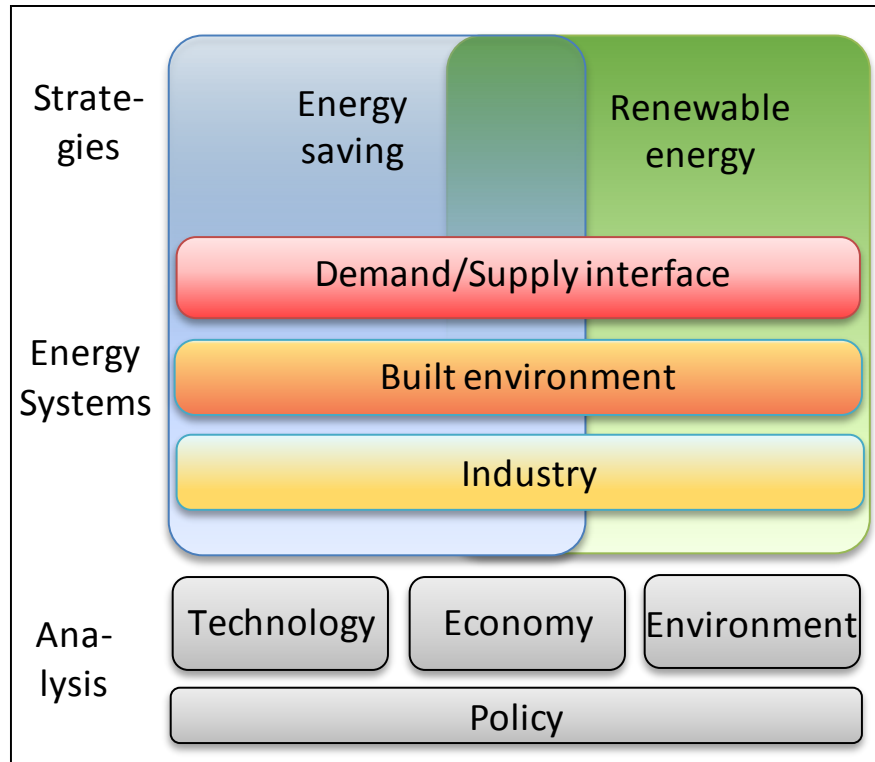 Strate-
gies
Energy
saving
Renewable
energy
Demand/Supply interface
Energy
Systems
Built environment
Industry
Ana-
lysis
Technology
Economy
Environment
Policy